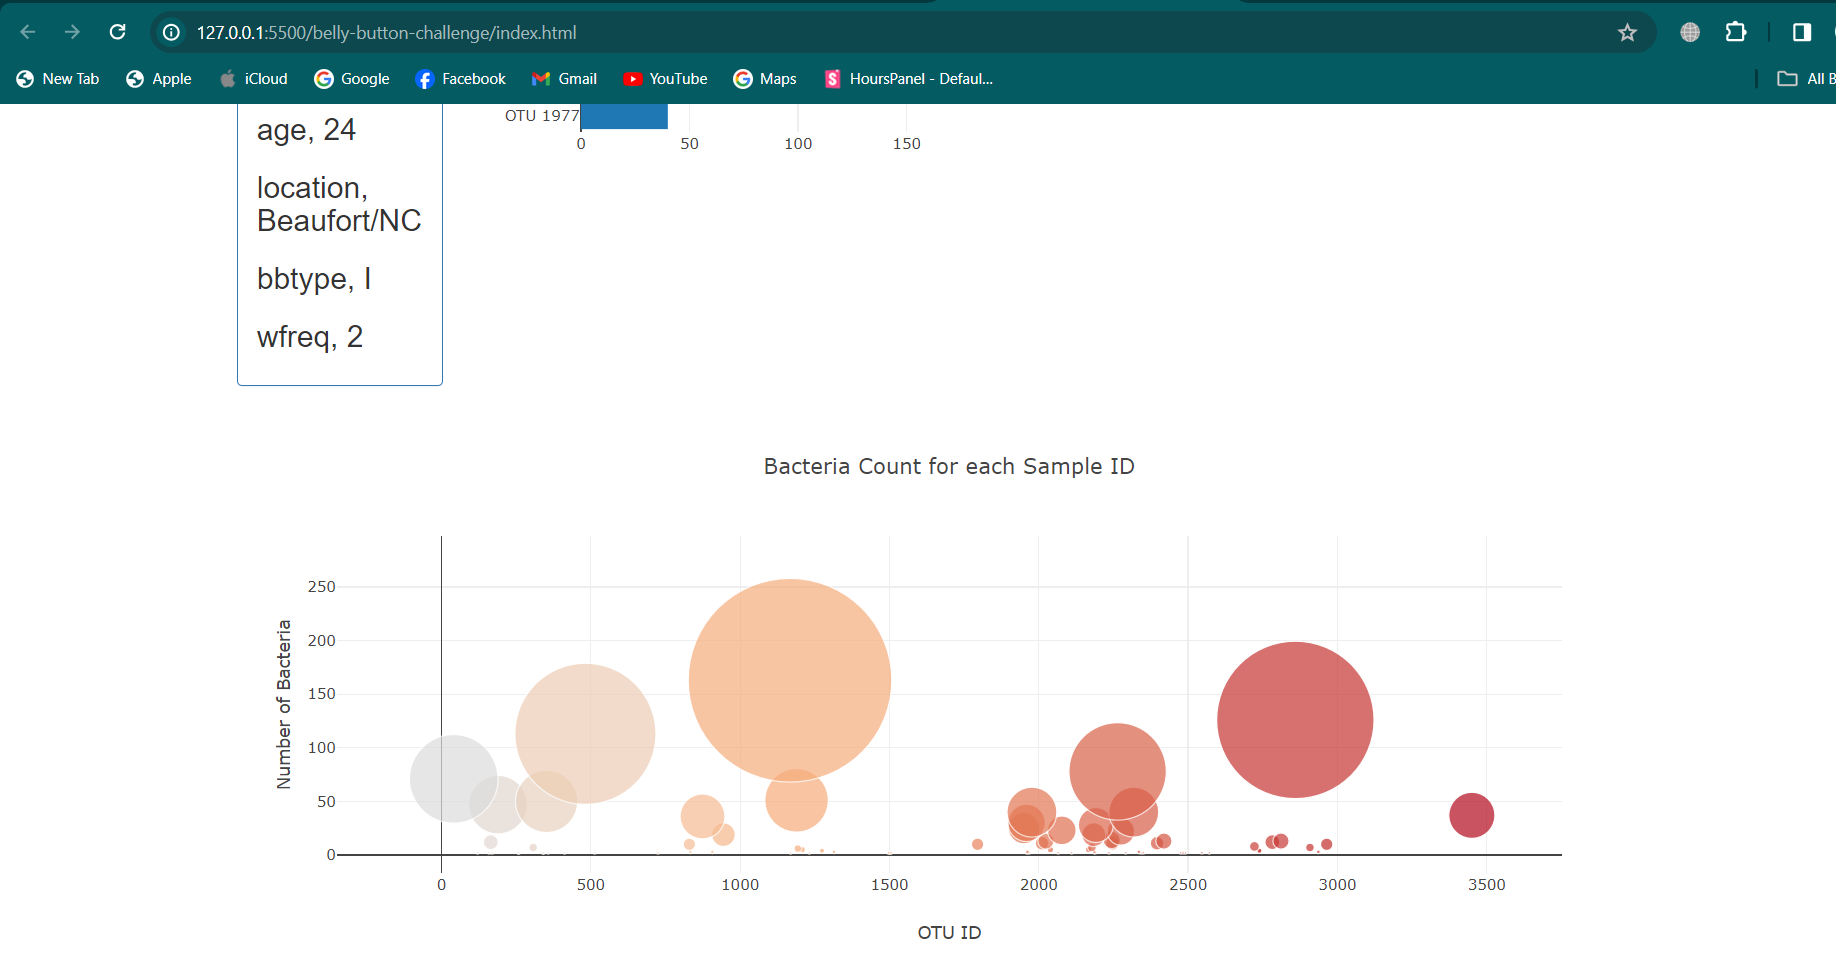 127.0.0.1:5500/belly-button-challenge/index.html
New Tab Apple iCloud Google Facebook Gmail YouTube Maps HoursPanel - Defaul... All B
OTU 1977
0 50 100 150
age, 24
location,
Beaufort/NC
bbtype, I
wfreq, 2
Bacteria Count for each Sample ID
Number of Bacteria
250
200
150
100
50
0
0 500 1000 1500 2000 2500 3000 3500
OTU ID